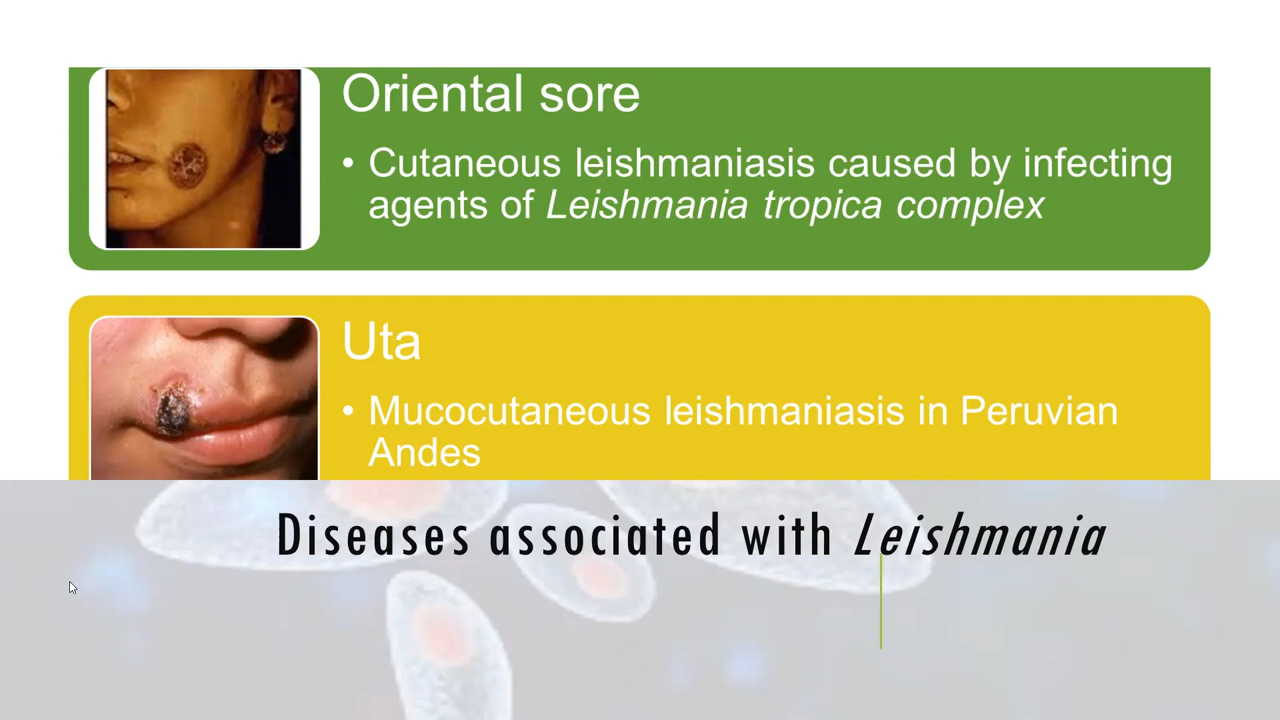 Oriental sore
• Cutaneous leishmaniasis caused by infecting
agents of Leishmania tropica complex
Uta
• Mucocutaneous leishmaniasis in Peruvian
Andes
Diseases associated with Leishmania